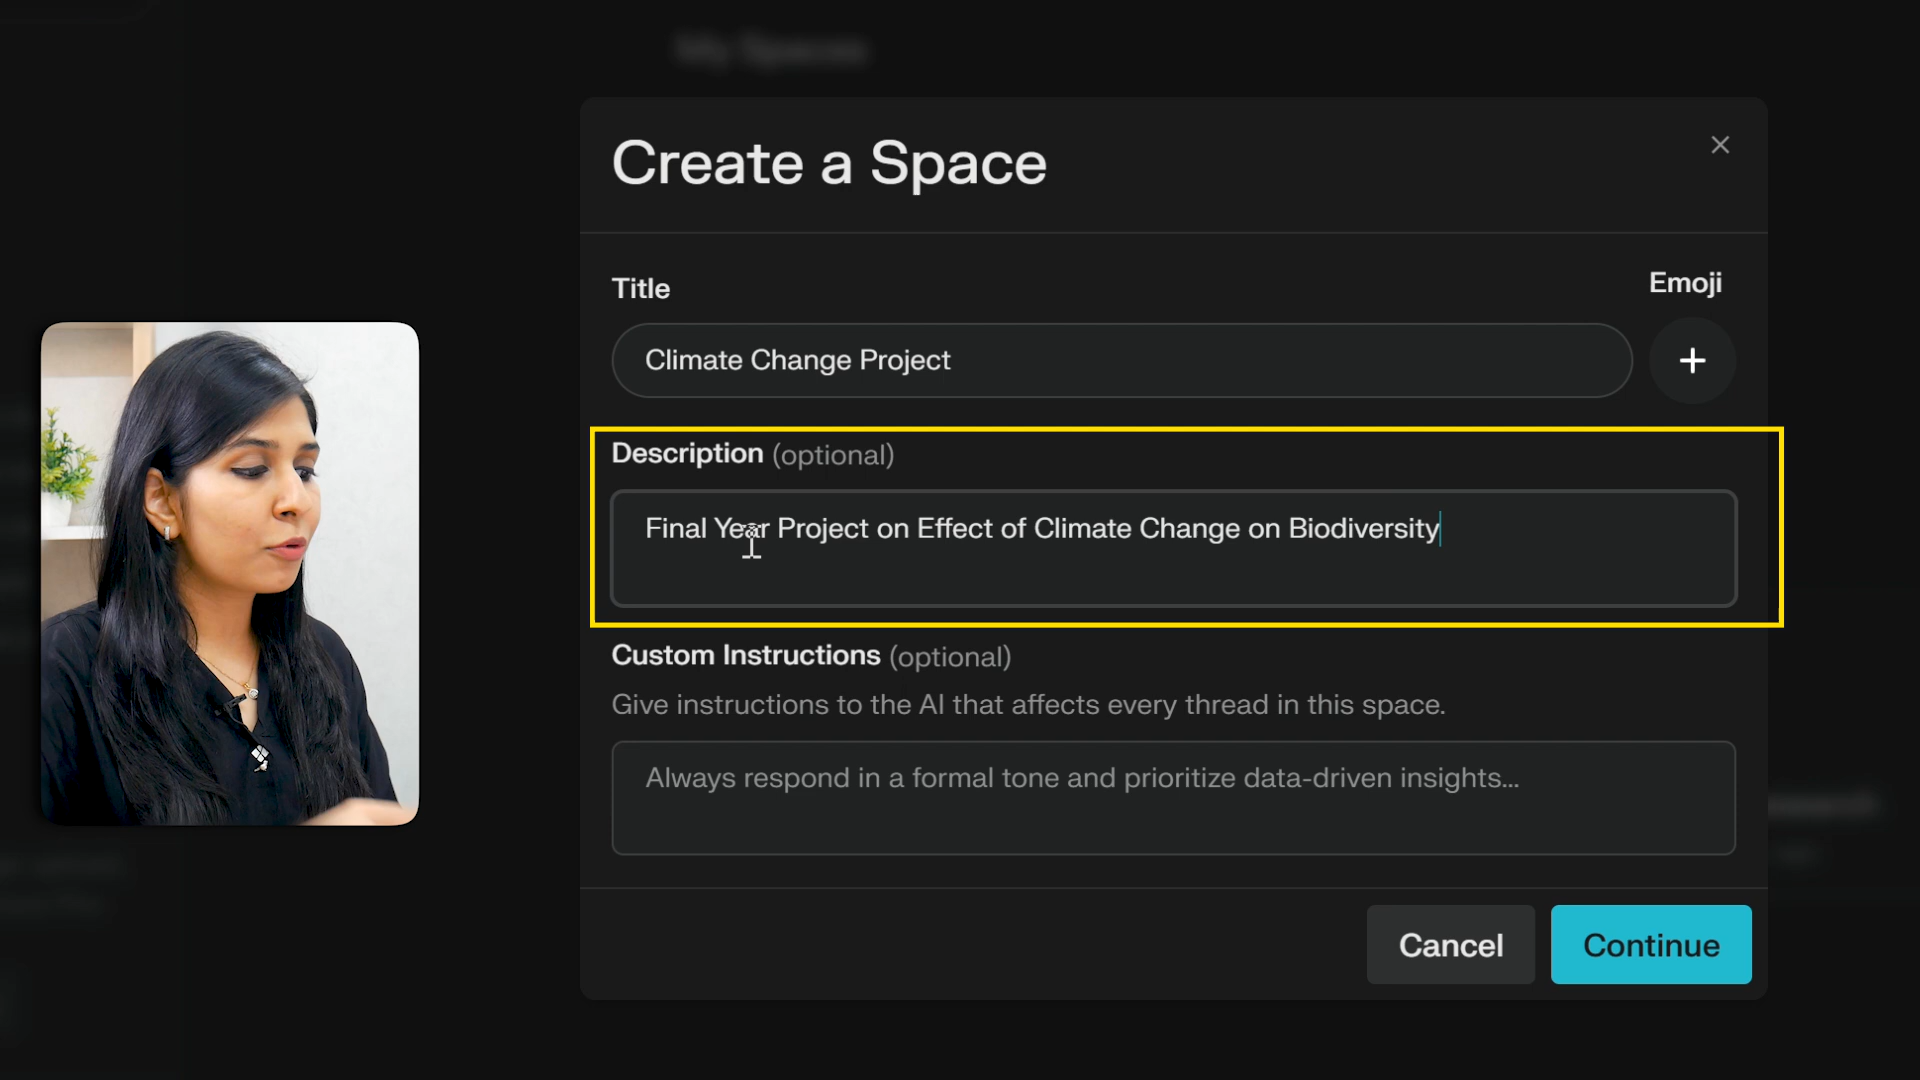 My Spaces
Create a Space
Title
Emoji
Climate Change Project
Description (optional)
Final Year Project on Effect of Climate Change on Biodiversity
Custom Instructions (optional)
Give instructions to the AI that affects every thread in this space.
Always respond in a formal tone and prioritize data-driven insights...
Cancel
Continue